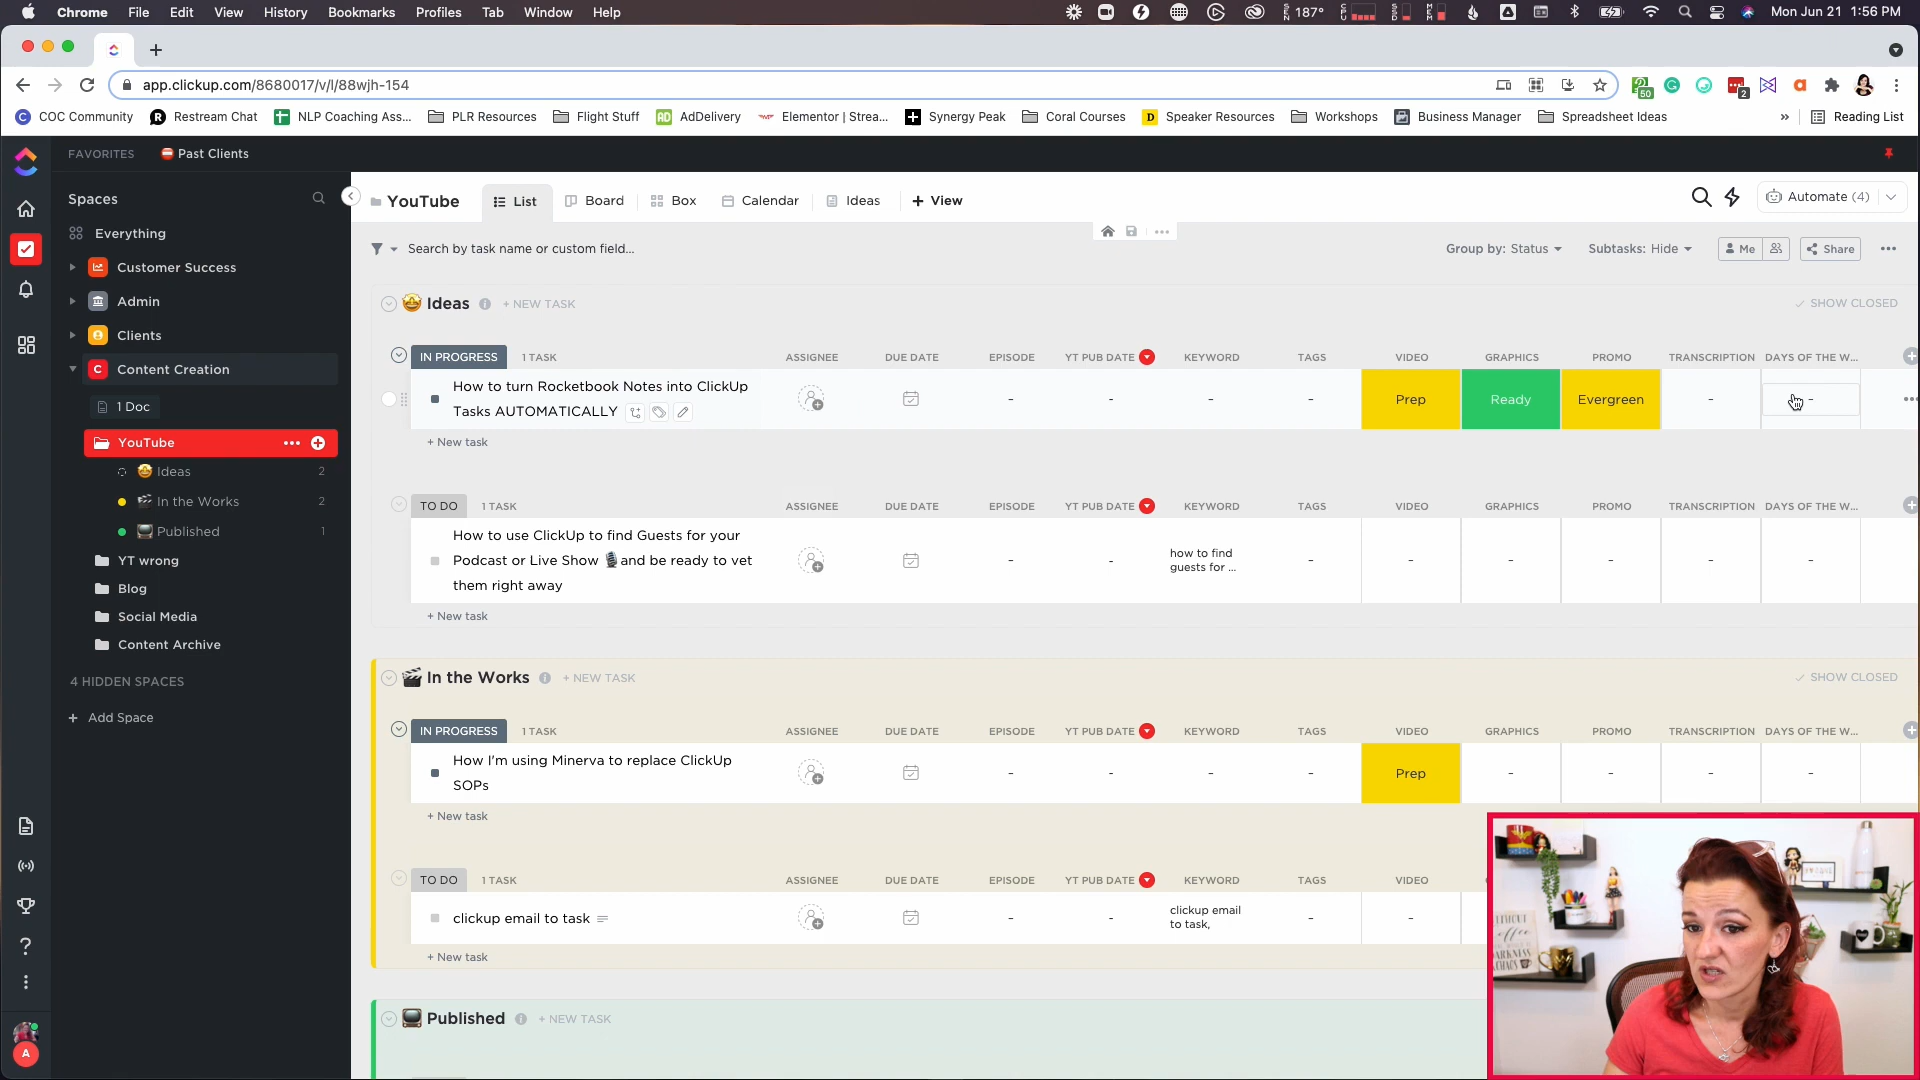 Chrome File Edit View History Bookmarks Profiles Tab Window Help 187° Mon Jun 21 1:56 PM
app.clickup.com/8680017/v/l/88wjh-154
50 2
COC Community Restream Chat NLP Coaching Ass... PLR Resources Flight Stuff AdDelivery Elementor | Strea... Synergy Peak Coral Courses Speaker Resources Workshops Business Manager Spreadsheet Ideas » Reading List
FAVORITES Past Clients
Spaces
Everything
Customer Success
Admin
Clients
C Content Creation
1 Doc
YouTube
Ideas 2
In the Works 2
Published 1
YT wrong
Blog
Social Media
Content Archive
4 HIDDEN SPACES
+ Add Space
A
YouTube List Board Box Calendar Ideas + View Automate (4)
Search by task name or custom field... Group by: Status Subtasks: Hide Me Share
Ideas + NEW TASK SHOW CLOSED
IN PROGRESS 1 TASK ASSIGNEE DUE DATE EPISODE YT PUB DATE KEYWORD TAGS VIDEO GRAPHICS PROMO TRANSCRIPTION DAYS OF THE W...
How to turn Rocketbook Notes into ClickUp
Tasks AUTOMATICALLY
- - - - Prep Ready Evergreen - -
+ New task
TO DO 1 TASK ASSIGNEE DUE DATE EPISODE YT PUB DATE KEYWORD TAGS VIDEO GRAPHICS PROMO TRANSCRIPTION DAYS OF THE W...
How to use ClickUp to find Guests for your
Podcast or Live Show and be ready to vet
them right away
- - how to find
guests for ...
- - - - - -
+ New task
In the Works + NEW TASK SHOW CLOSED
IN PROGRESS 1 TASK ASSIGNEE DUE DATE EPISODE YT PUB DATE KEYWORD TAGS VIDEO GRAPHICS PROMO TRANSCRIPTION DAYS OF THE W...
How I'm using Minerva to replace ClickUp
SOPs
- - - - Prep - - - -
+ New task
TO DO 1 TASK ASSIGNEE DUE DATE EPISODE YT PUB DATE KEYWORD TAGS VIDEO
clickup email to task - - clickup email
to task,
- -
+ New task
Published + NEW TASK